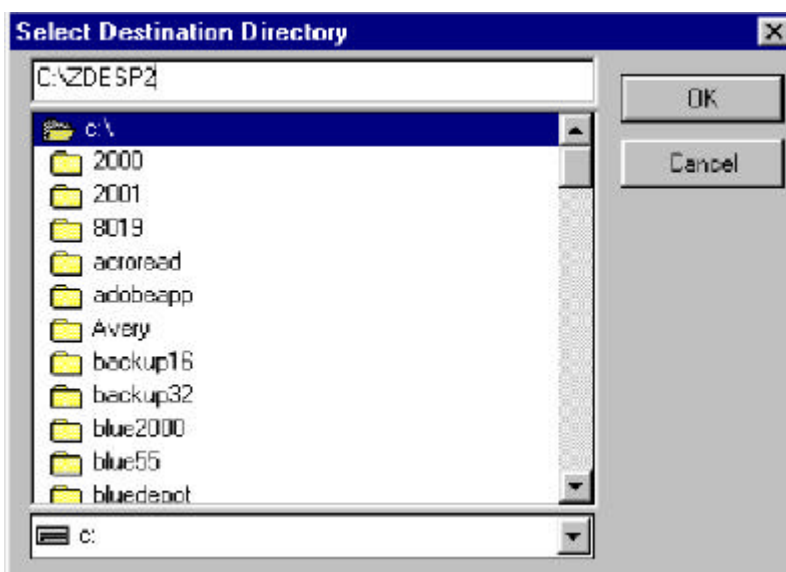 Select Destination Directory
C:\ZDESP2
OK
Cancel
c:\
2000
2001
8019
acroread
adobeapp
Avery
backup16
backup32
blue2000
blue55
bluedepot
c: